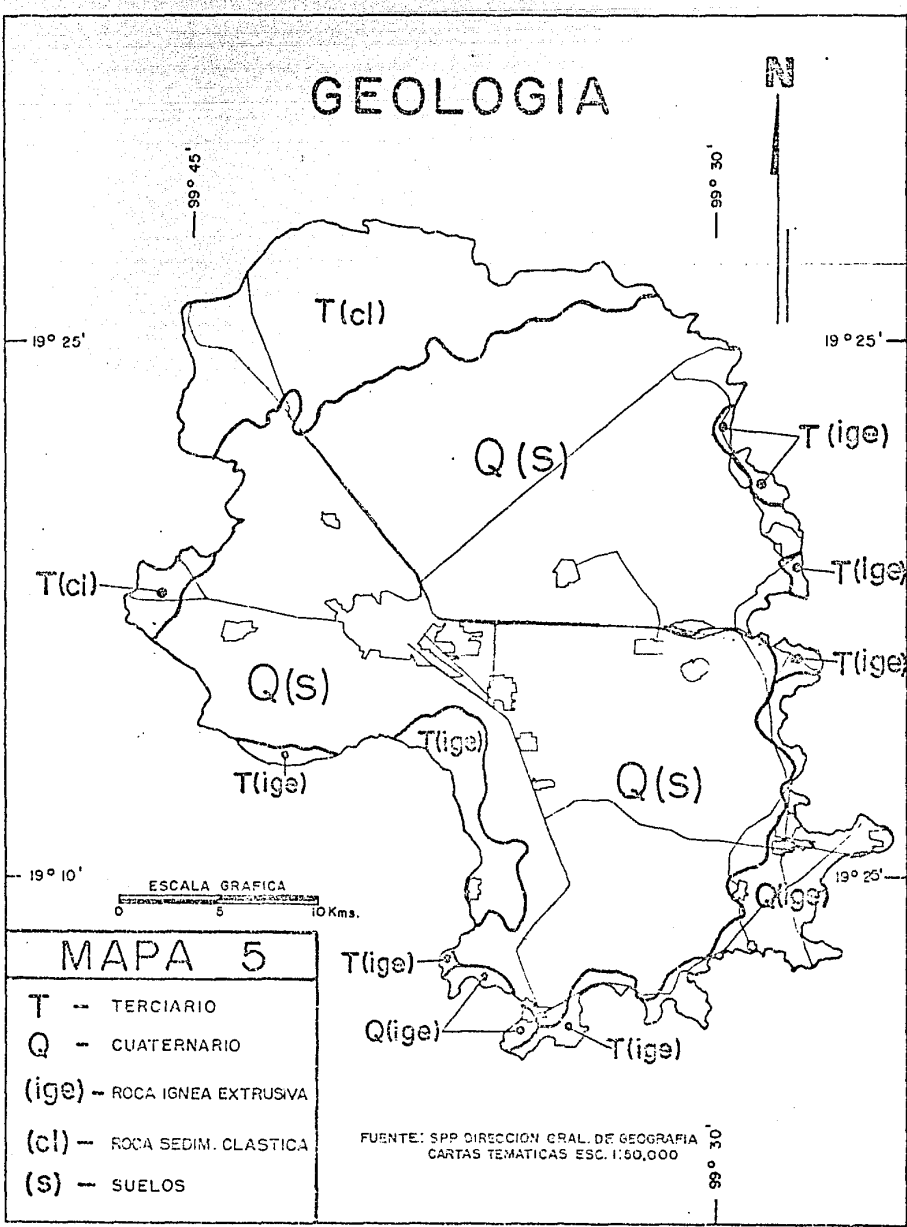 GEOLOGIA
N
99° 45'
99° 30'
T(cl)
19° 25'
19° 25'
T(ige)
Q(s)
T(cl)
T(ige)
T(ige)
Q(s)
T(ige)
T(ige)
Q(s)
19° 10'
19° 25'
ESCALA GRAFICA
0 5 10 Kms.
Q(ige)
T(ige)
Q(ige)
T(ige)
MAPA 5
T - TERCIARIO
Q - CUATERNARIO
(ige) - ROCA IGNEA EXTRUSIVA
(cl) - ROCA SEDIM. CLASTICA
(s) - SUELOS
FUENTE: SPP DIRECCION GRAL. DE GEOGRAFIA
CARTAS TEMATICAS ESC. 1:50,000
99° 30'